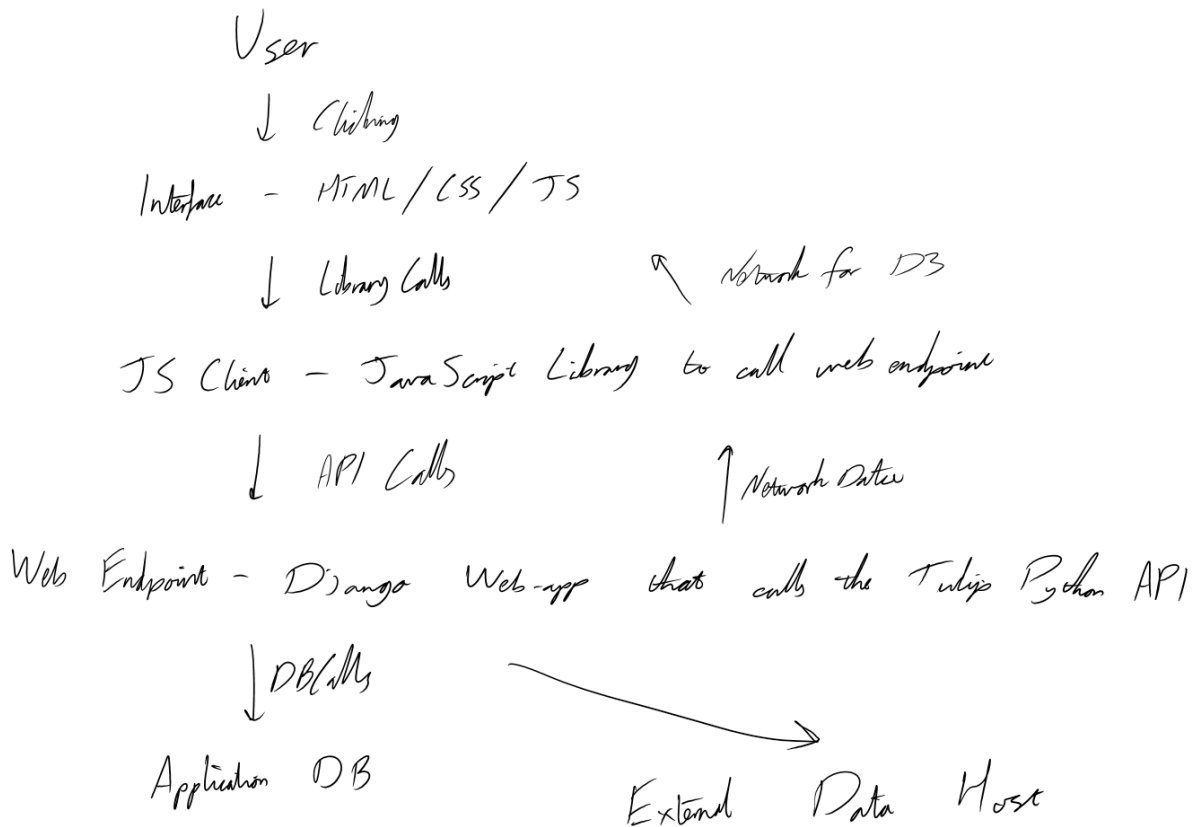 User
Clicking
Interface - HTML/CSS/JS
Library Calls
Network for D3
JS Client - JavaScript Library to call web endpoint
API Calls
Network Data
Web Endpoint - Django Web-app that calls the Tulip Python API
DB Calls
Application DB
External Data Host